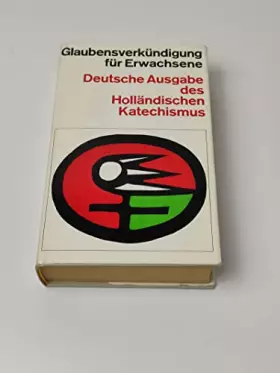 Glaubensverkündigung
für Erwachsene
Deutsche Ausgabe
des
Holländischen
Katechismus